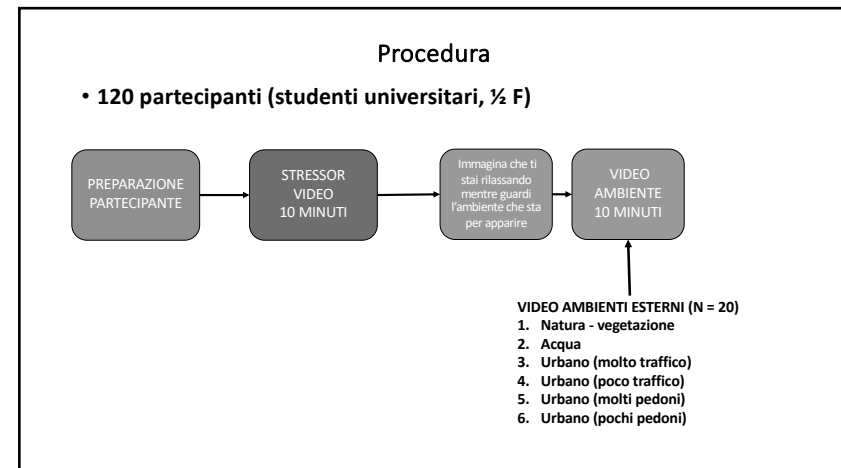 Procedura
• 120 partecipanti (studenti universitari, ½ F)
PREPARAZIONE
PARTECIPANTE
STRESSOR
VIDEO
10 MINUTI
Immagina che ti
stai rilassando
mentre guardi
l'ambiente che sta
per apparire
VIDEO
AMBIENTE
10 MINUTI
VIDEO AMBIENTI ESTERNI (N = 20)
1. Natura - vegetazione
2. Acqua
3. Urbano (molto traffico)
4. Urbano (poco traffico)
5. Urbano (molti pedoni)
6. Urbano (pochi pedoni)